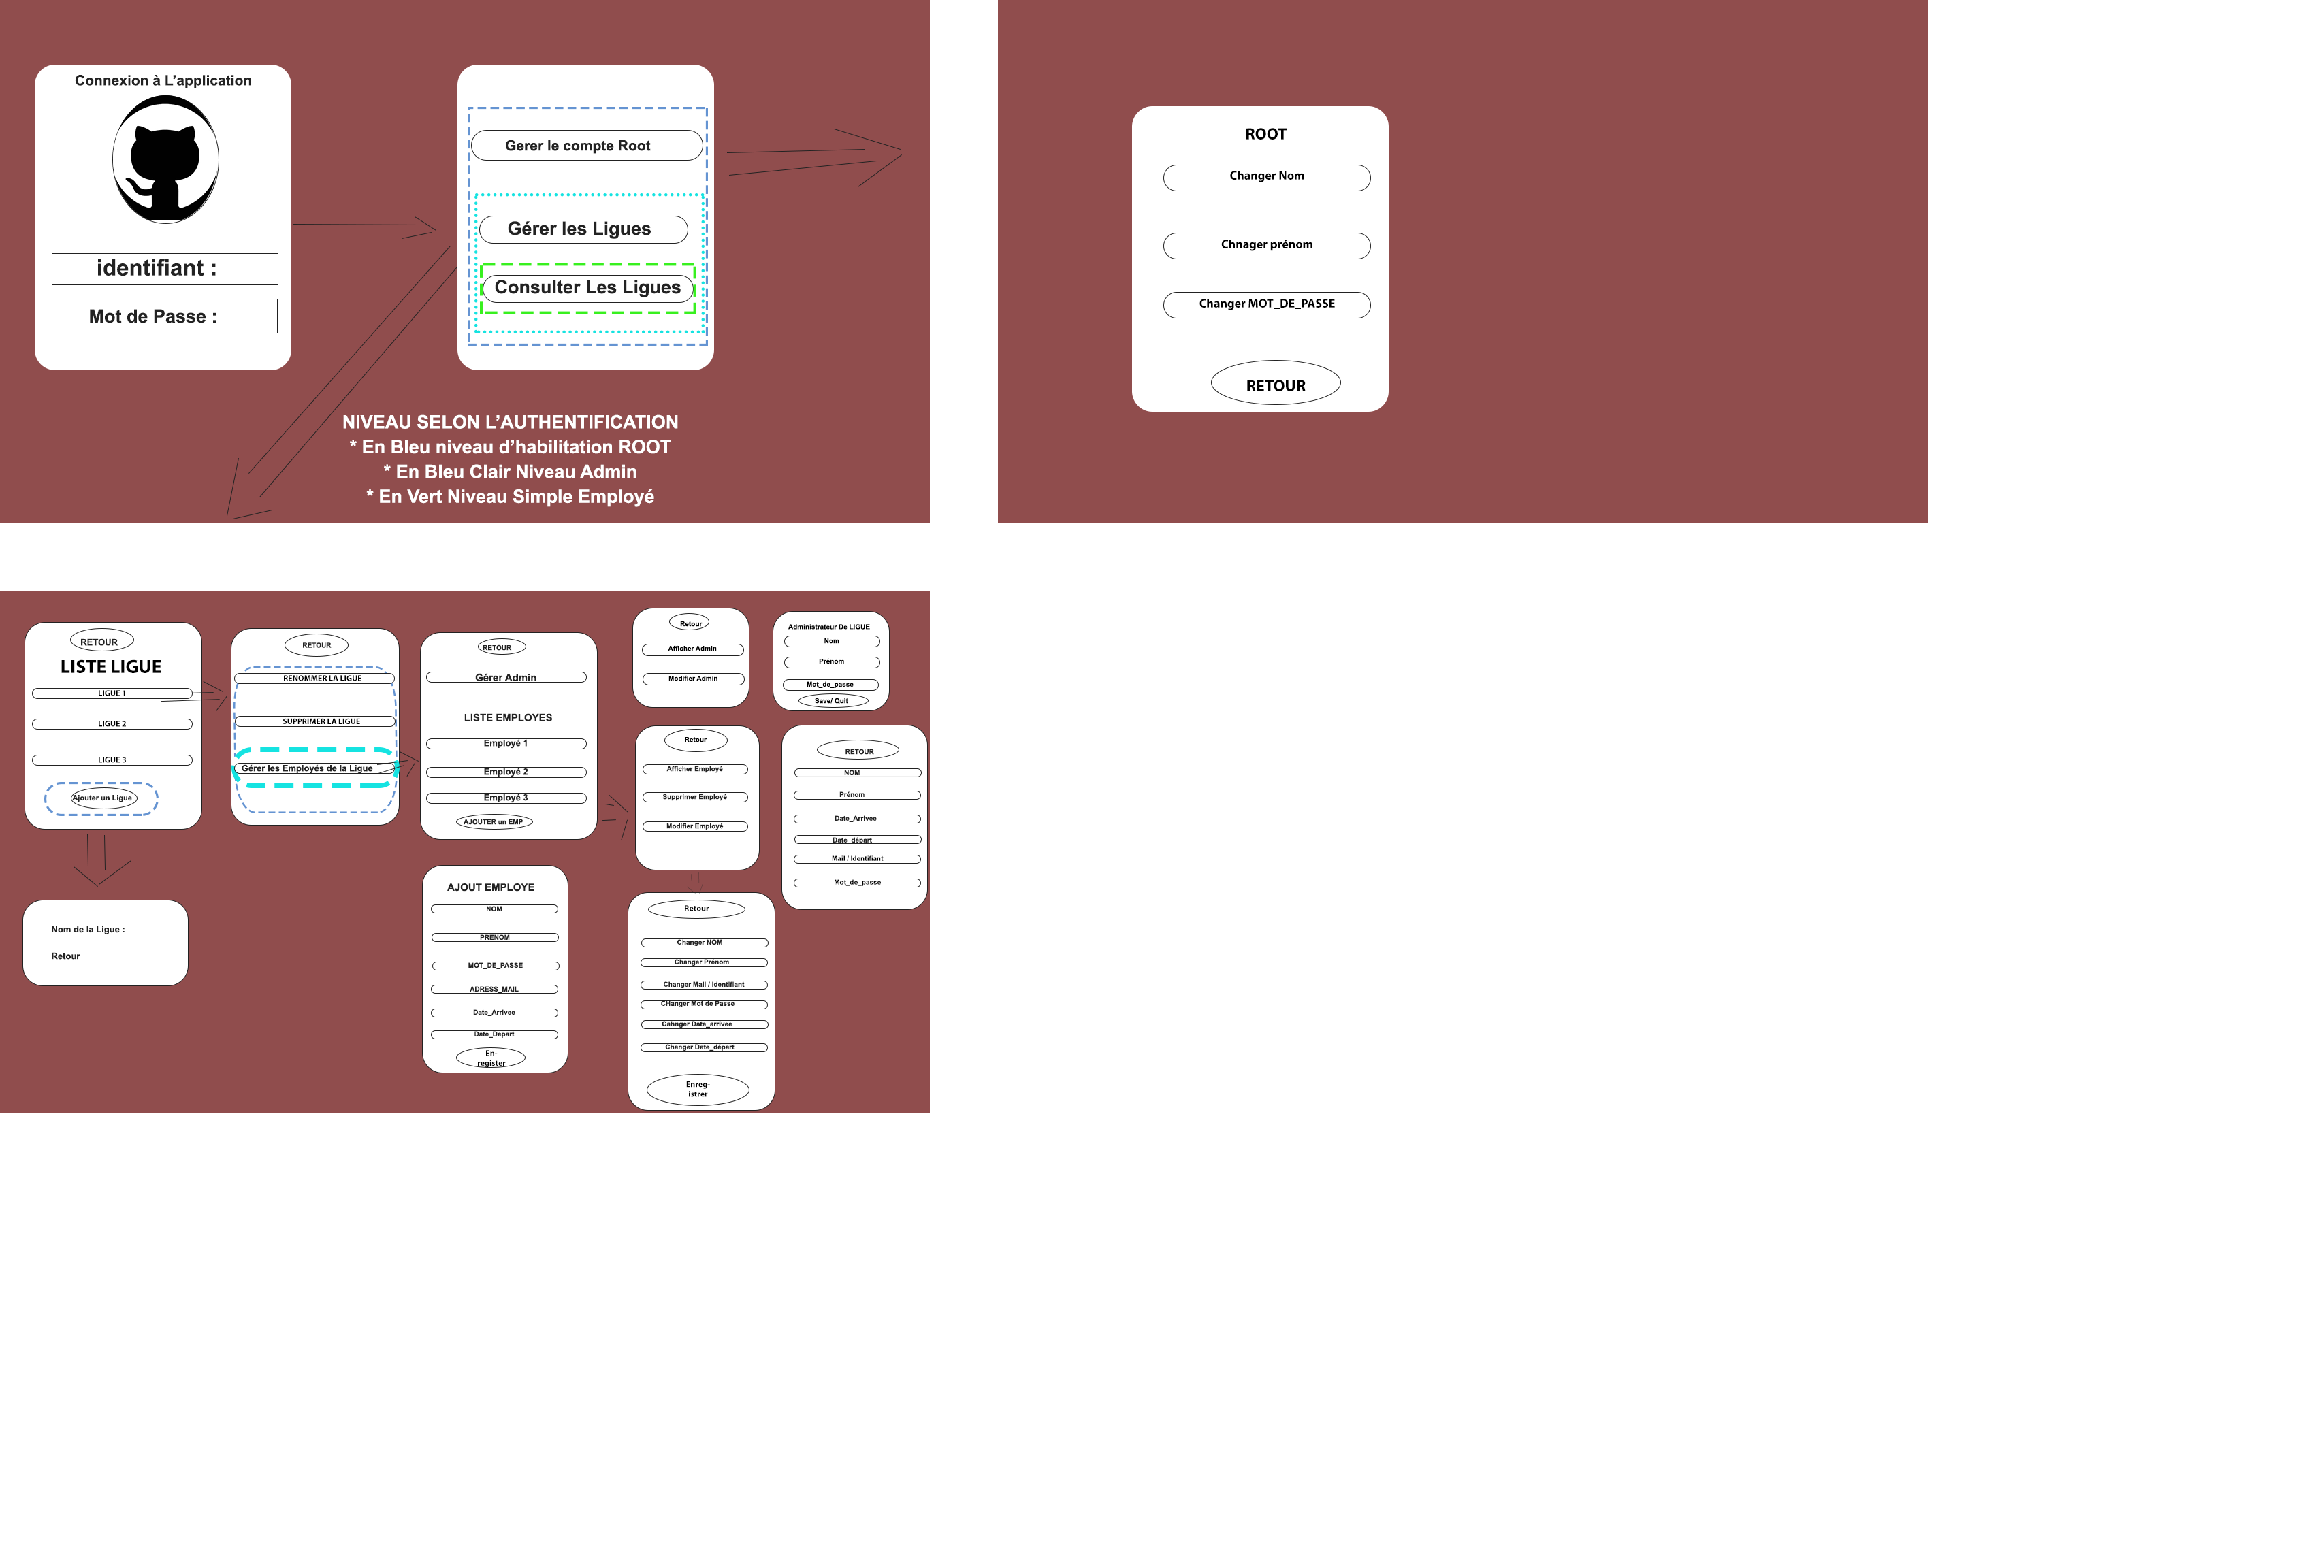 Connexion à L’application
identifiant :
Mot de Passe :
Gerer le compte Root
Gérer les Ligues
Consulter Les Ligues
NIVEAU SELON L’AUTHENTIFICATION
* En Bleu niveau d’habilitation ROOT
* En Bleu Clair Niveau Admin
* En Vert Niveau Simple Employé
ROOT
Changer Nom
Chnager prénom
Changer MOT_DE_PASSE
RETOUR
RETOUR
LISTE LIGUE
LIGUE 1
LIGUE 2
LIGUE 3
Ajouter un Ligue
Nom de la Ligue :
Retour
RETOUR
RENOMMER LA LIGUE
SUPPRIMER LA LIGUE
Gérer les Employés de la Ligue
RETOUR
Gérer Admin
LISTE EMPLOYES
Employé 1
Employé 2
Employé 3
AJOUTER un EMP
AJOUT EMPLOYE
NOM
PRENOM
MOT_DE_PASSE
ADRESS_MAIL
Date_Arrivee
Date_Depart
En-
register
Retour
Afficher Admin
Modifier Admin
Retour
Afficher Employé
Supprimer Employé
Modifier Employé
Retour
Changer NOM
Changer Prénom
Changer Mail / Identifiant
CHanger Mot de Passe
Cahnger Date_arrivee
Changer Date_départ
Enreg-
istrer
Administrateur De LIGUE
Nom
Prénom
Mot_de_passe
Save/ Quit
RETOUR
NOM
Prénom
Date_Arrivee
Date_départ
Mail / Identifiant
Mot_de_passe